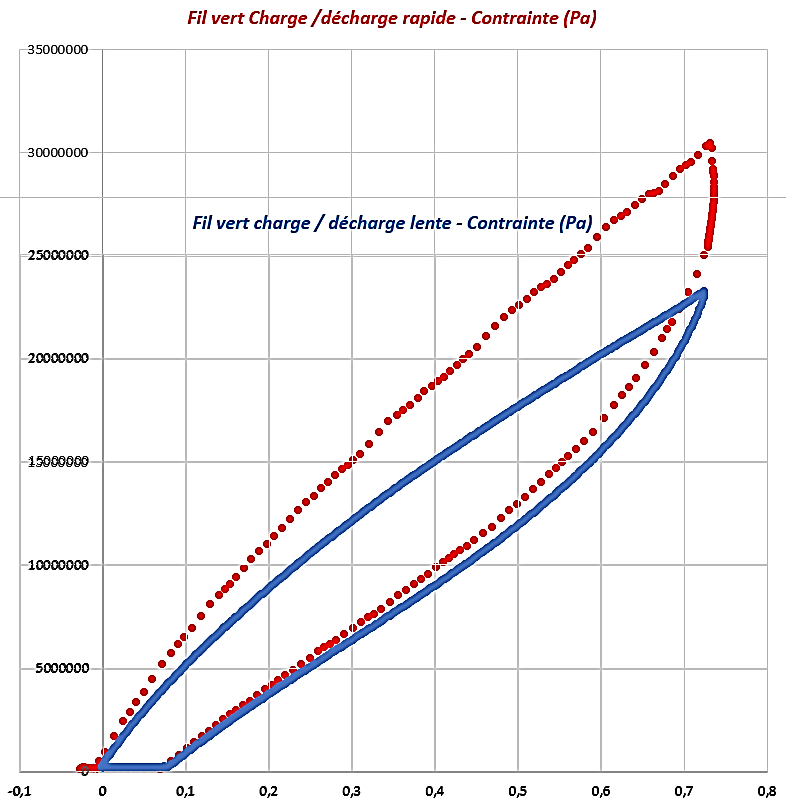 Fil vert Charge /décharge rapide - Contrainte (Pa)
35000000
30000000
Fil vert charge / décharge lente - Contrainte (Pa)
25000000
20000000
15000000
10000000
5000000
0
-0,1 0 0,1 0,2 0,3 0,4 0,5 0,6 0,7 0,8